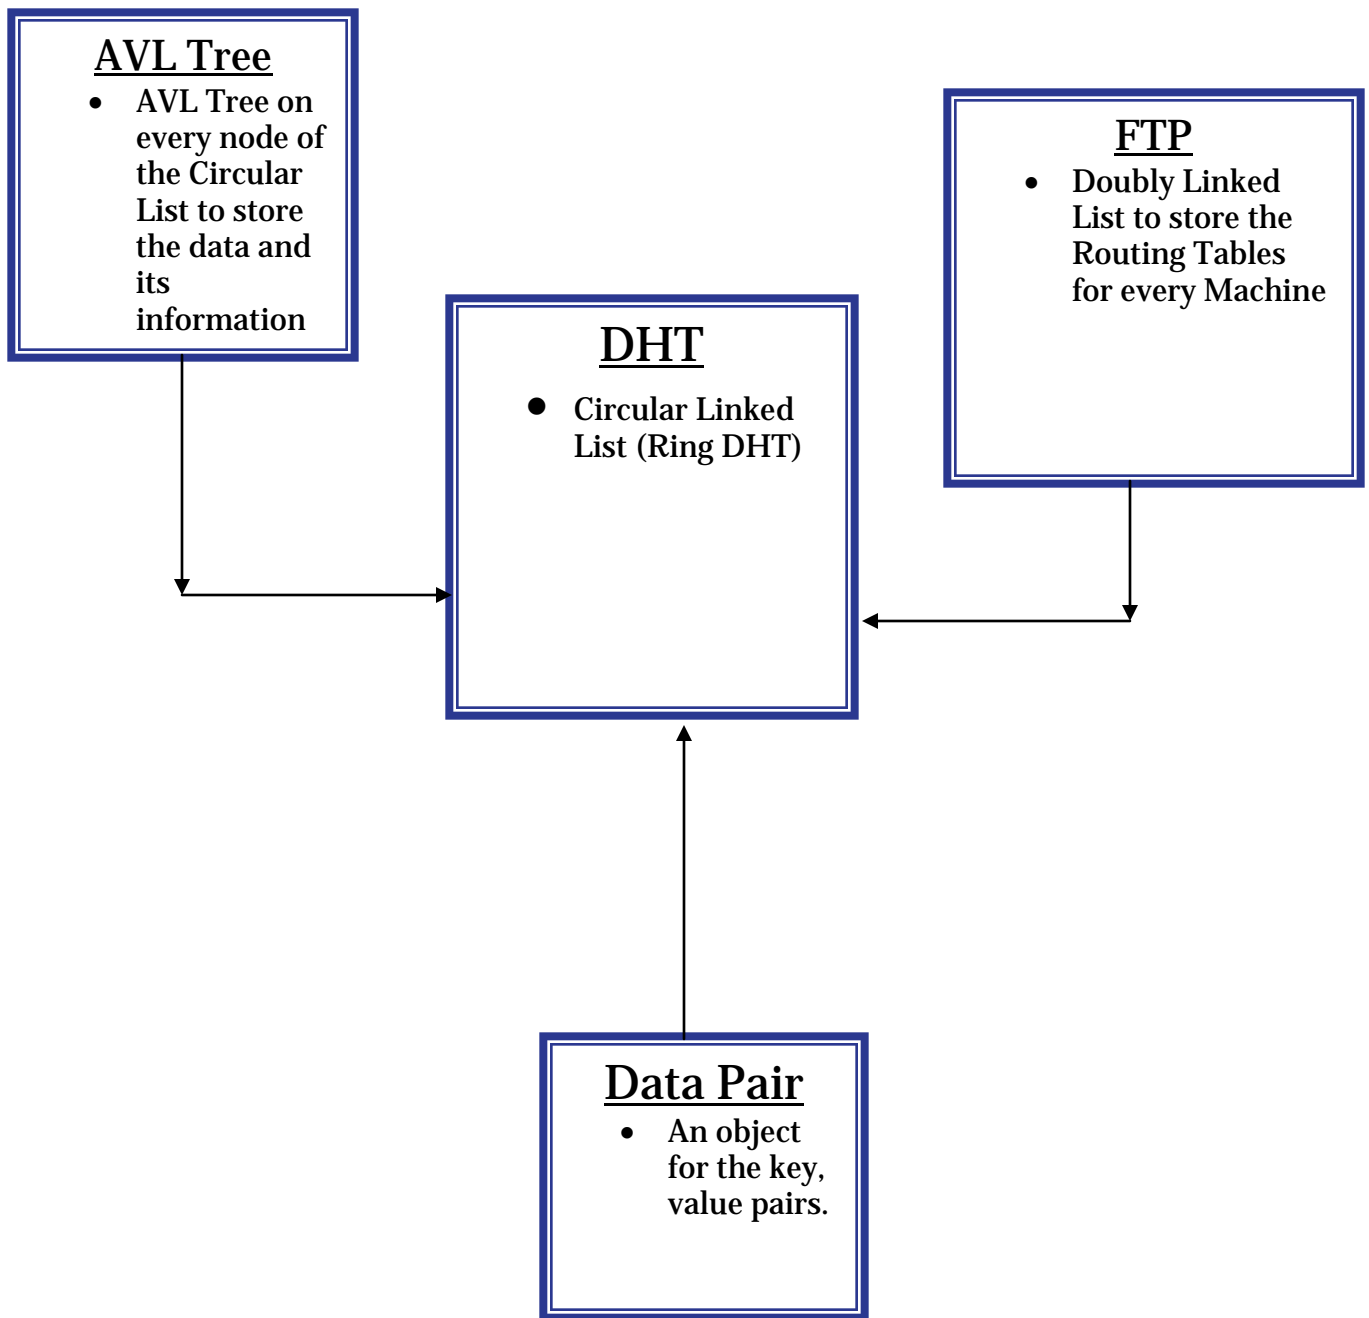 AVL Tree
• AVL Tree on
every node of
the Circular
List to store
the data and
its
information
FTP
• Doubly Linked
List to store the
Routing Tables
for every Machine
DHT
• Circular Linked
List (Ring DHT)
Data Pair
• An object
for the key,
value pairs.